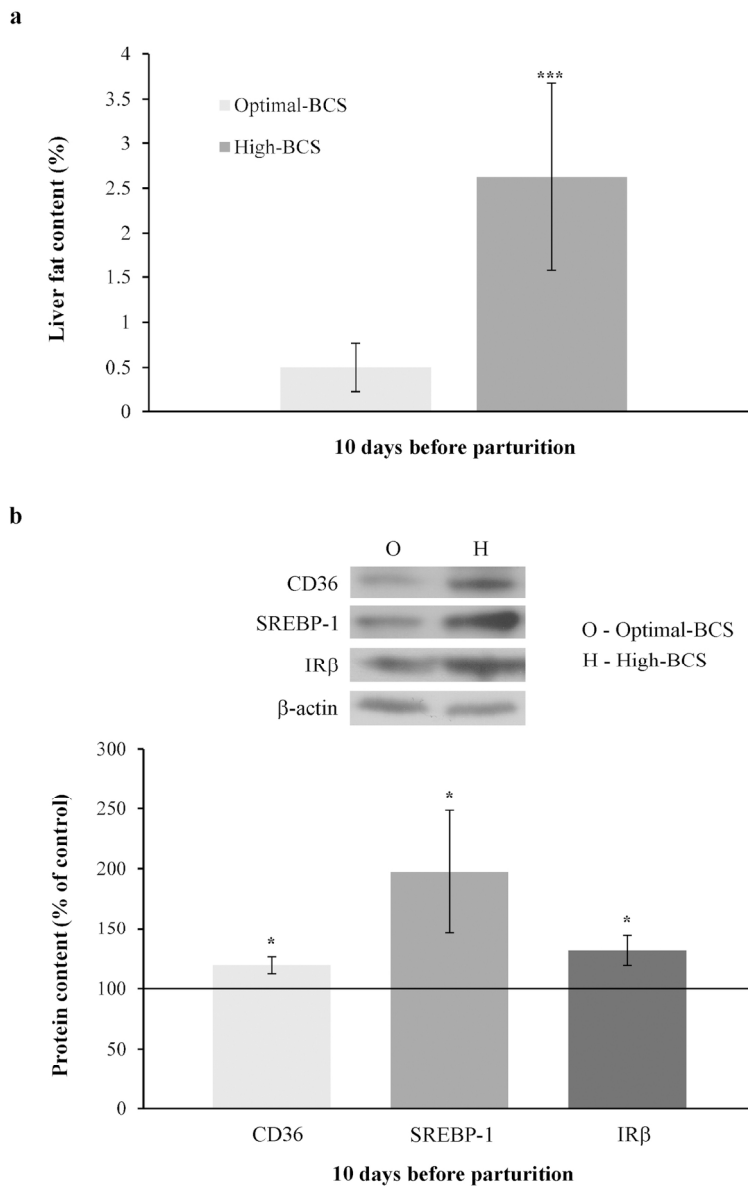 a
4
3.5
3
2.5
2
1.5
1
0.5
0
Liver fat content (%)
Optimal-BCS
High-BCS
***
10 days before parturition
b
O H
CD36
SREBP-1
IRβ
β-actin
O - Optimal-BCS
H - High-BCS
300
250
200
150
100
50
0
Protein content (% of control)
*
*
*
CD36 SREBP-1 IRβ
10 days before parturition